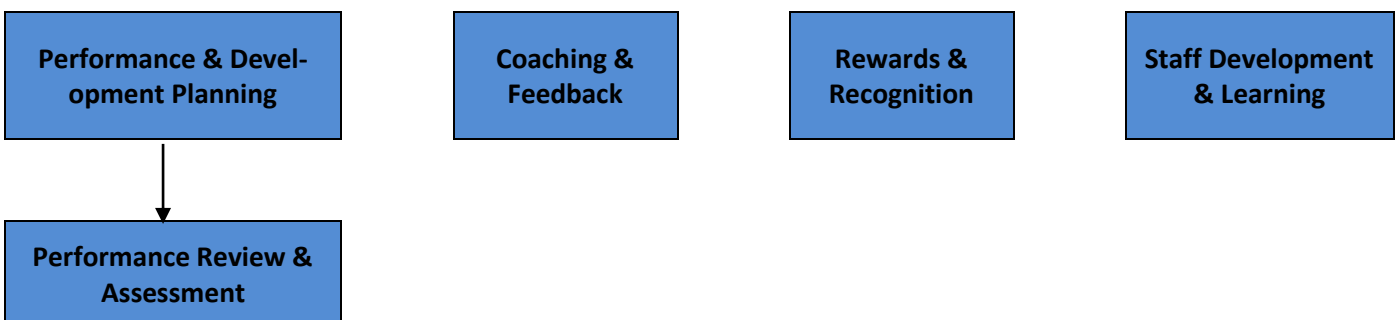 Performance & Devel-
opment Planning
Coaching &
Feedback
Rewards &
Recognition
Staff Development
& Learning
Performance Review &
Assessment